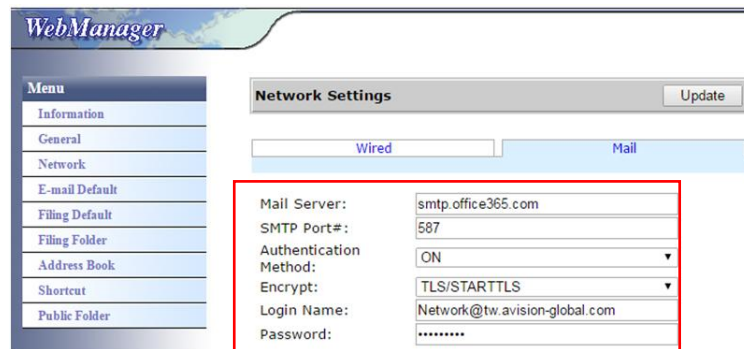 WebManager
Menu
Information
General
Network
E-mail Default
Filing Default
Filing Folder
Address Book
Shortcut
Public Folder
Network Settings
Update
Wired Mail
Mail Server: smtp.office365.com
SMTP Port#: 587
Authentication
Method: ON
Encrypt: TLS/STARTTLS
Login Name: Network@tw.avision-global.com
Password: •••••••••